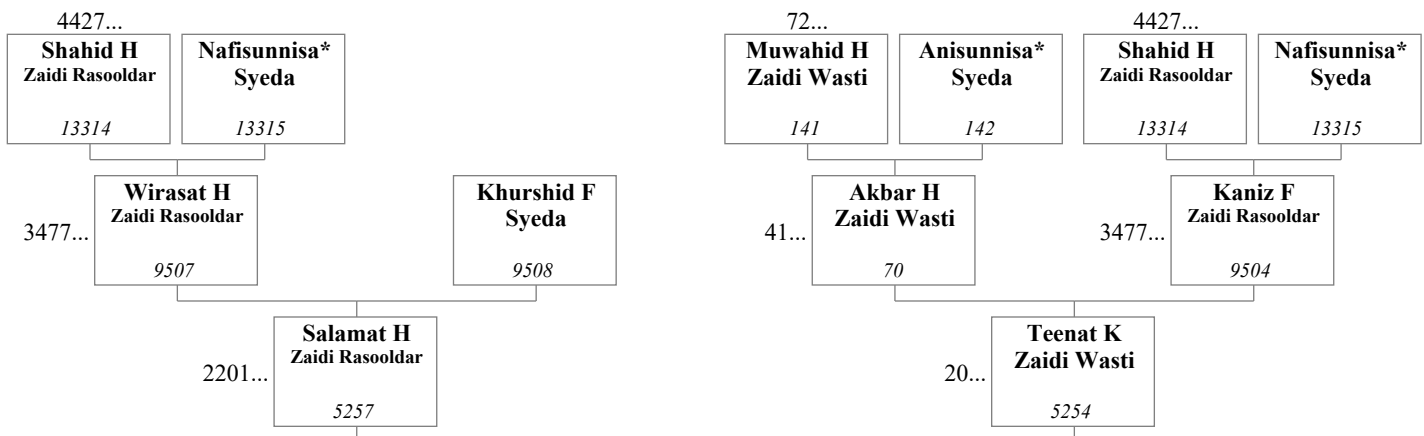 4427...
Shahid H
Zaidi Rasooldar
13314
Nafisunnisa*
Syeda
13315
72...
Muwahid H
Zaidi Wasti
141
Anisunnisa*
Syeda
142
4427...
Shahid H
Zaidi Rasooldar
13314
Nafisunnisa*
Syeda
13315
3477...
Wirasat H
Zaidi Rasooldar
9507
Khurshid F
Syeda
9508
41...
Akbar H
Zaidi Wasti
70
3477...
Kaniz F
Zaidi Rasooldar
9504
2201...
Salamat H
Zaidi Rasooldar
5257
20...
Teenat K
Zaidi Wasti
5254